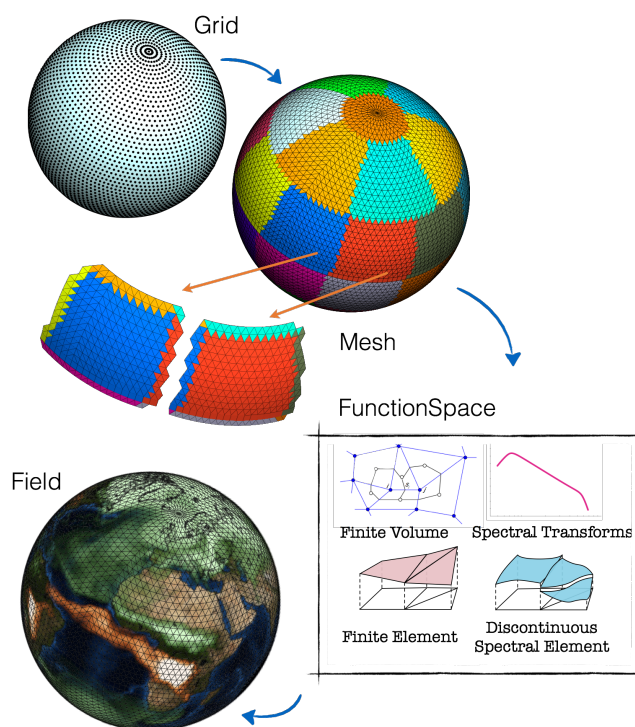 Grid
Mesh
FunctionSpace
Field
Finite Volume
Spectral Transforms
Finite Element
Discontinuous
Spectral Element